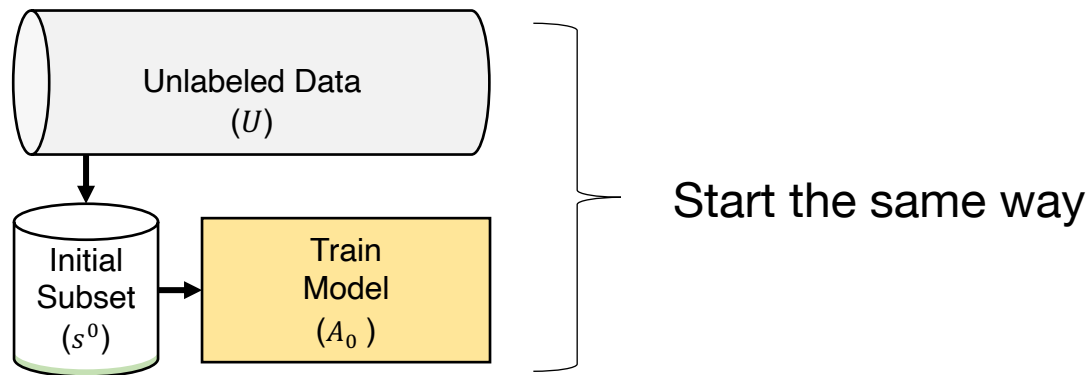 Unlabeled Data
(U)
Initial
Subset
(s⁰)
Train
Model
(A₀ )
Start the same way